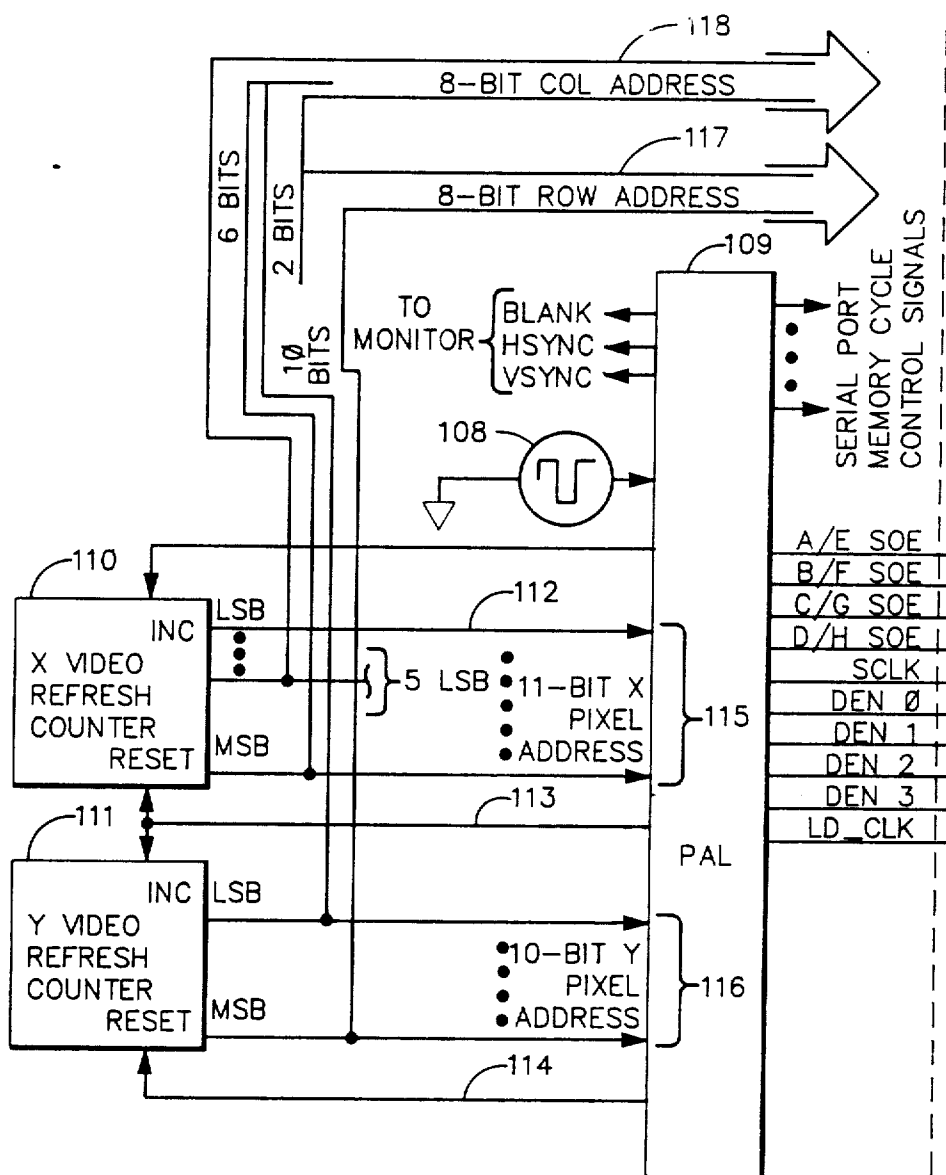 118
8-BIT COL ADDRESS
117
8-BIT ROW ADDRESS
6 BITS
2 BITS
10 BITS
109
TO
MONITOR
BLANK
HSYNC
VSYNC
SERIAL PORT
MEMORY CYCLE
CONTROL SIGNALS
108
110
LSB
112
INC
X VIDEO
REFRESH
COUNTER
RESET
MSB
5 LSB
11-BIT X
PIXEL
ADDRESS
115
A/E SOE
B/F SOE
C/G SOE
D/H SOE
SCLK
DEN 0
DEN 1
DEN 2
DEN 3
LD_CLK
111
113
PAL
INC
LSB
Y VIDEO
REFRESH
COUNTER
RESET
MSB
10-BIT Y
PIXEL
ADDRESS
116
114